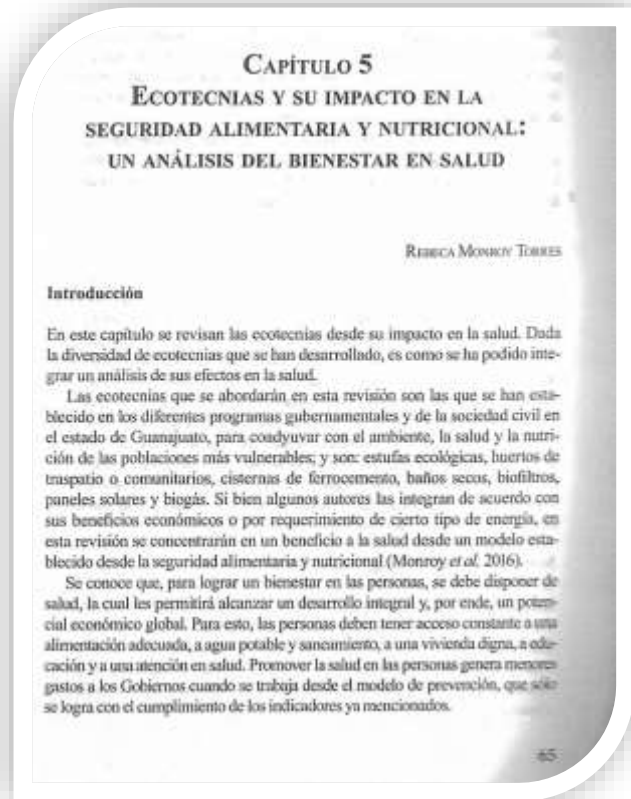 CAPÍTULO 5
ECOTECNIAS Y SU IMPACTO EN LA
SEGURIDAD ALIMENTARIA Y NUTRICIONAL:
UN ANÁLISIS DEL BIENESTAR EN SALUD
REBECA MONROY TORRES
Introducción
En este capítulo se revisan las ecotecnias desde su impacto en la salud. Dada
la diversidad de ecotecnias que se han desarrollado, es como se ha podido inte-
grar un análisis de sus efectos en la salud.
Las ecotecnias que se abordarán en esta revisión son las que se han esta-
blecido en los diferentes programas gubernamentales y de la sociedad civil en
el estado de Guanajuato, para coadyuvar con el ambiente, la salud y la nutri-
ción de las poblaciones más vulnerables; y son: estufas ecológicas, huertos de
traspatio o comunitarios, cisternas de ferrocemento, baños secos, biofiltros,
paneles solares y biogás. Si bien algunos autores las integran de acuerdo con
sus beneficios económicos o por requerimiento de cierto tipo de energía, en
esta revisión se concentrarán en un beneficio a la salud desde un modelo esta-
blecido desde la seguridad alimentaria y nutricional (Monroy et al. 2016).
Se conoce que, para lograr un bienestar en las personas, se debe disponer de
salud, la cual les permitirá alcanzar un desarrollo integral y, por ende, un poten-
cial económico global. Para esto, las personas deben tener acceso constante a una
alimentación adecuada, a agua potable y saneamiento, a una vivienda digna, a edu-
cación y a una atención en salud. Promover la salud en las personas genera menores
gastos a los Gobiernos cuando se trabaja desde el modelo de prevención, que sólo
se logra con el cumplimiento de los indicadores ya mencionados.
65